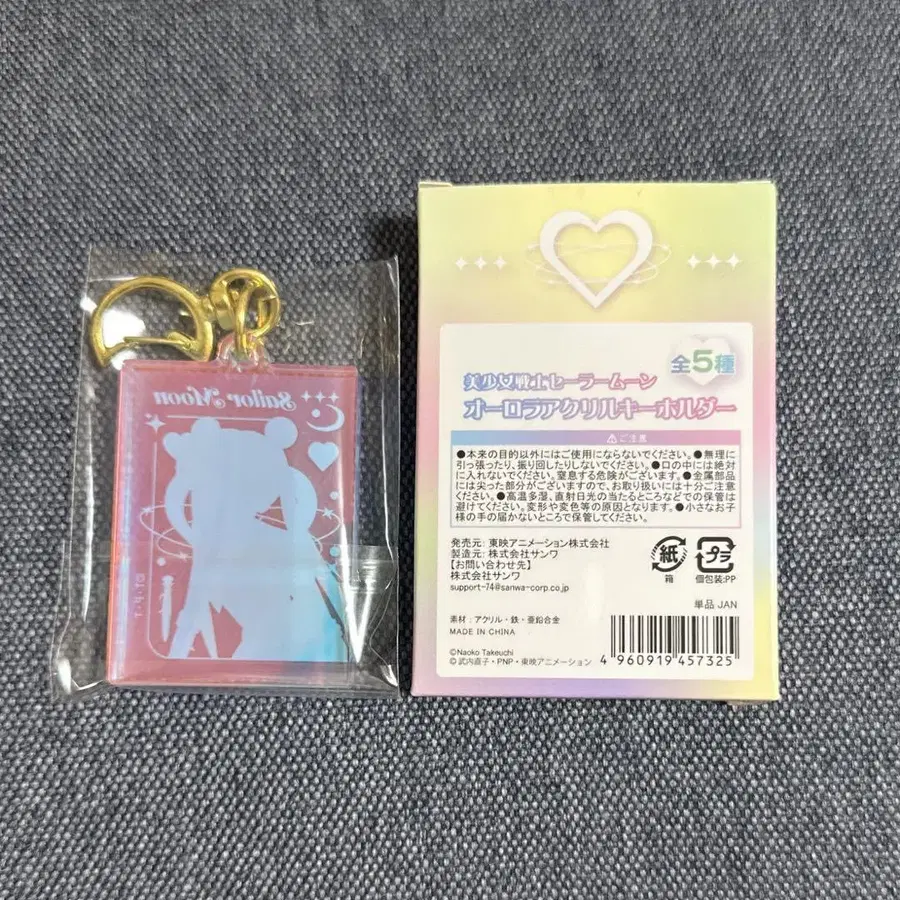 Sailor Moon
全5種
美少女戦士セーラームーン
オーロラアクリルキーホルダー
⚠ご注意
●本来の目的以外にはご使用にならないでください。●無理に
引っ張ったり、振り回したりしないでください。●口の中には絶対
に入れないでください。窒息する危険がございます。●金属部品
には尖った部分がございますので、お取り扱いには十分ご注意
ください。●高温多湿、直射日光の当たるところなどでの保管は
避けてください。変形や変色等の原因となります。●小さなお子
様の手の届かないところで保管してください。
発売元: 東映アニメーション株式会社
製造元: 株式会社サンワ
【お問い合わせ先】
株式会社サンワ
support-74@sanwa-corp.co.jp
紙
箱
プラ
個包装:PP
単品 JAN
素材:アクリル・鉄・亜鉛合金
MADE IN CHINA
©Naoko Takeuchi
© 武内直子・PNP・東映アニメーション
4 960919 457325